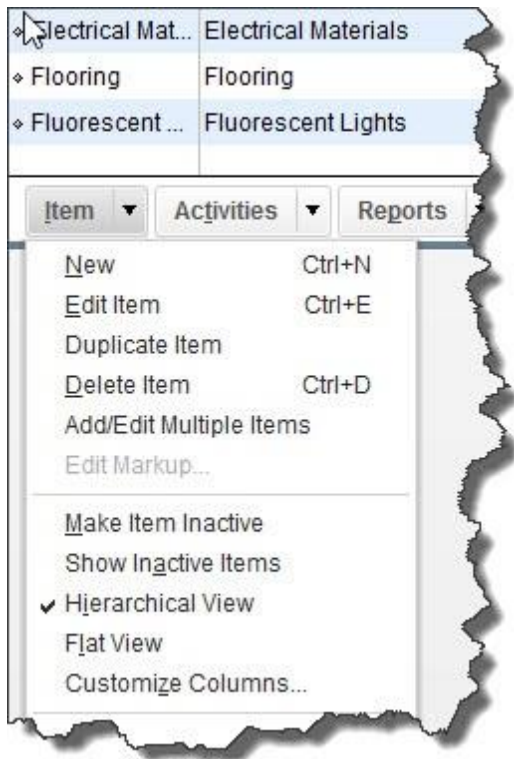 Electrical Mat... Electrical Materials
Flooring Flooring
Fluorescent ... Fluorescent Lights
Item Activities Reports
New Ctrl+N
Edit Item Ctrl+E
Duplicate Item
Delete Item Ctrl+D
Add/Edit Multiple Items
Edit Markup...
Make Item Inactive
Show Inactive Items
Hierarchical View
Flat View
Customize Columns...